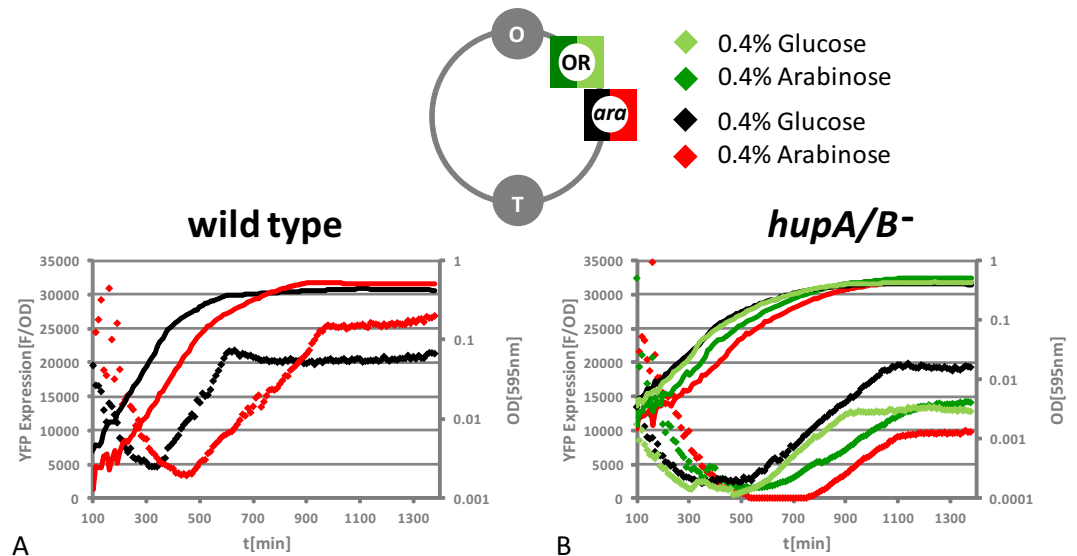 O
OR
ara
T
0.4% Glucose
0.4% Arabinose
0.4% Glucose
0.4% Arabinose
wild type
hupA/B-
35000
30000
25000
20000
15000
10000
5000
0
YFP Expression[F/OD]
1
0.1
0.01
0.001
OD[595nm]
100 300 500 700 900 1100 1300
t[min]
A
35000
30000
25000
20000
15000
10000
5000
0
YFP Expression[F/OD]
1
0.1
0.01
0.001
0.0001
OD[595nm]
100 300 500 700 900 1100 1300
t[min]
B